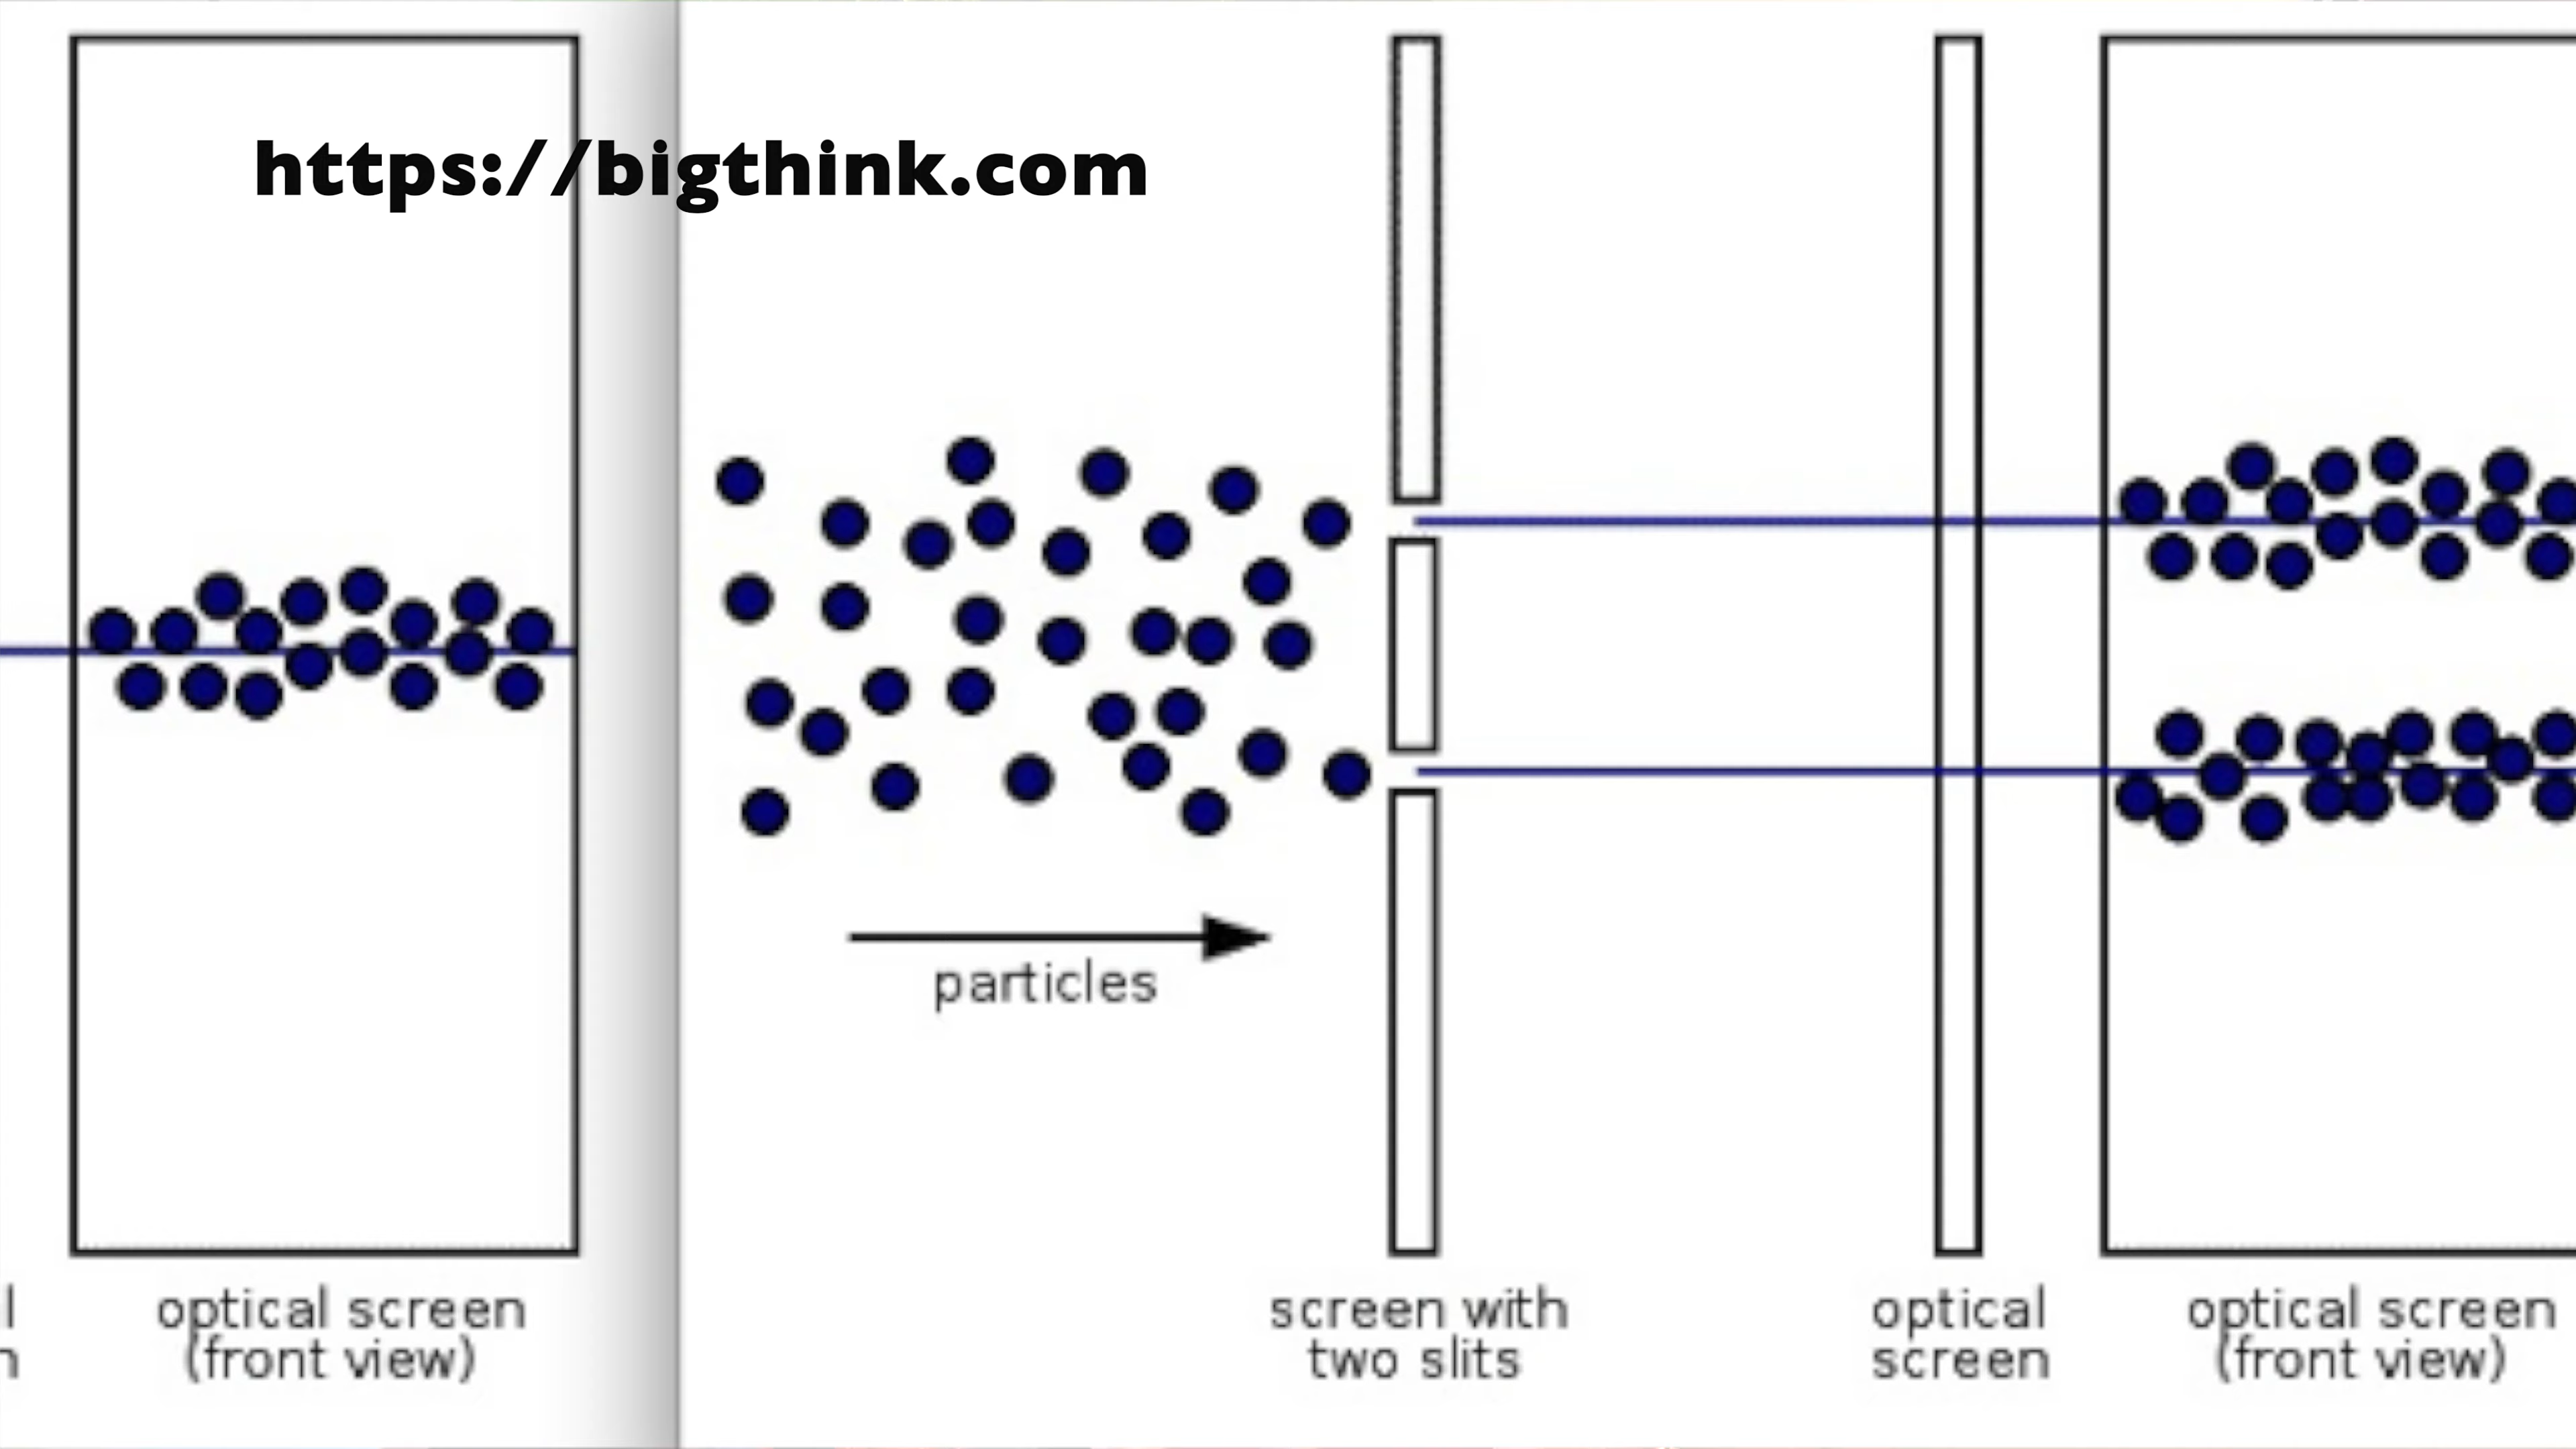 https://bigthink.com
particles
optical screen
(front view)
screen with
two slits
optical
screen
optical screen
(front view)